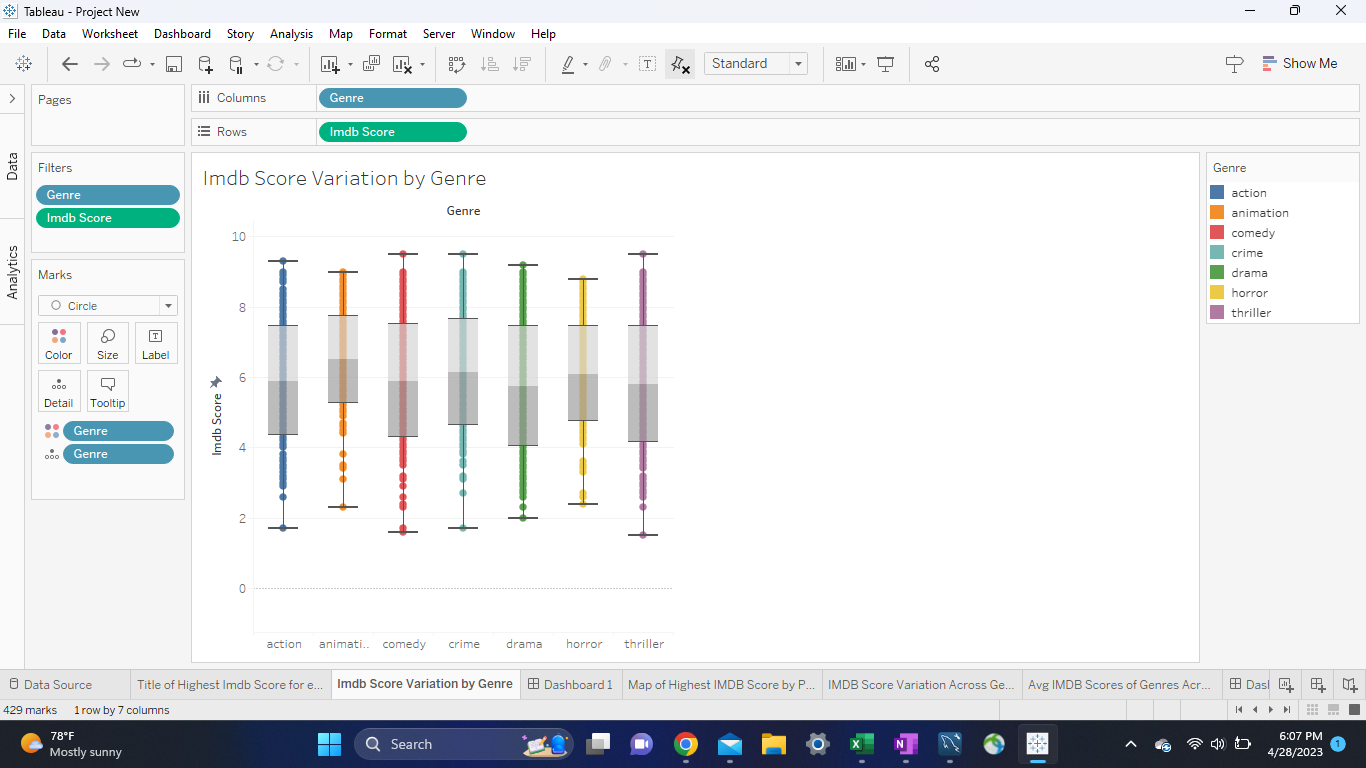 Tableau - Project New
File Data Worksheet Dashboard Story Analysis Map Format Server Window Help
Standard
Show Me
Pages
Columns Genre
Rows Imdb Score
Data
Analytics
Filters
Genre
Imdb Score
Marks
Circle
Color Size Label
Detail Tooltip
Genre
Genre
Imdb Score Variation by Genre
Genre
Imdb Score
10
8
6
4
2
0
action animati.. comedy crime drama horror thriller
Genre
action
animation
comedy
crime
drama
horror
thriller
Data Source Title of Highest Imdb Score for e... Imdb Score Variation by Genre Dashboard 1 Map of Highest IMDB Score by P... IMDB Score Variation Across Ge... Avg IMDB Scores of Genres Acr... Dasl
429 marks 1 row by 7 columns
78°F
Mostly sunny
Search
6:07 PM
4/28/2023
1